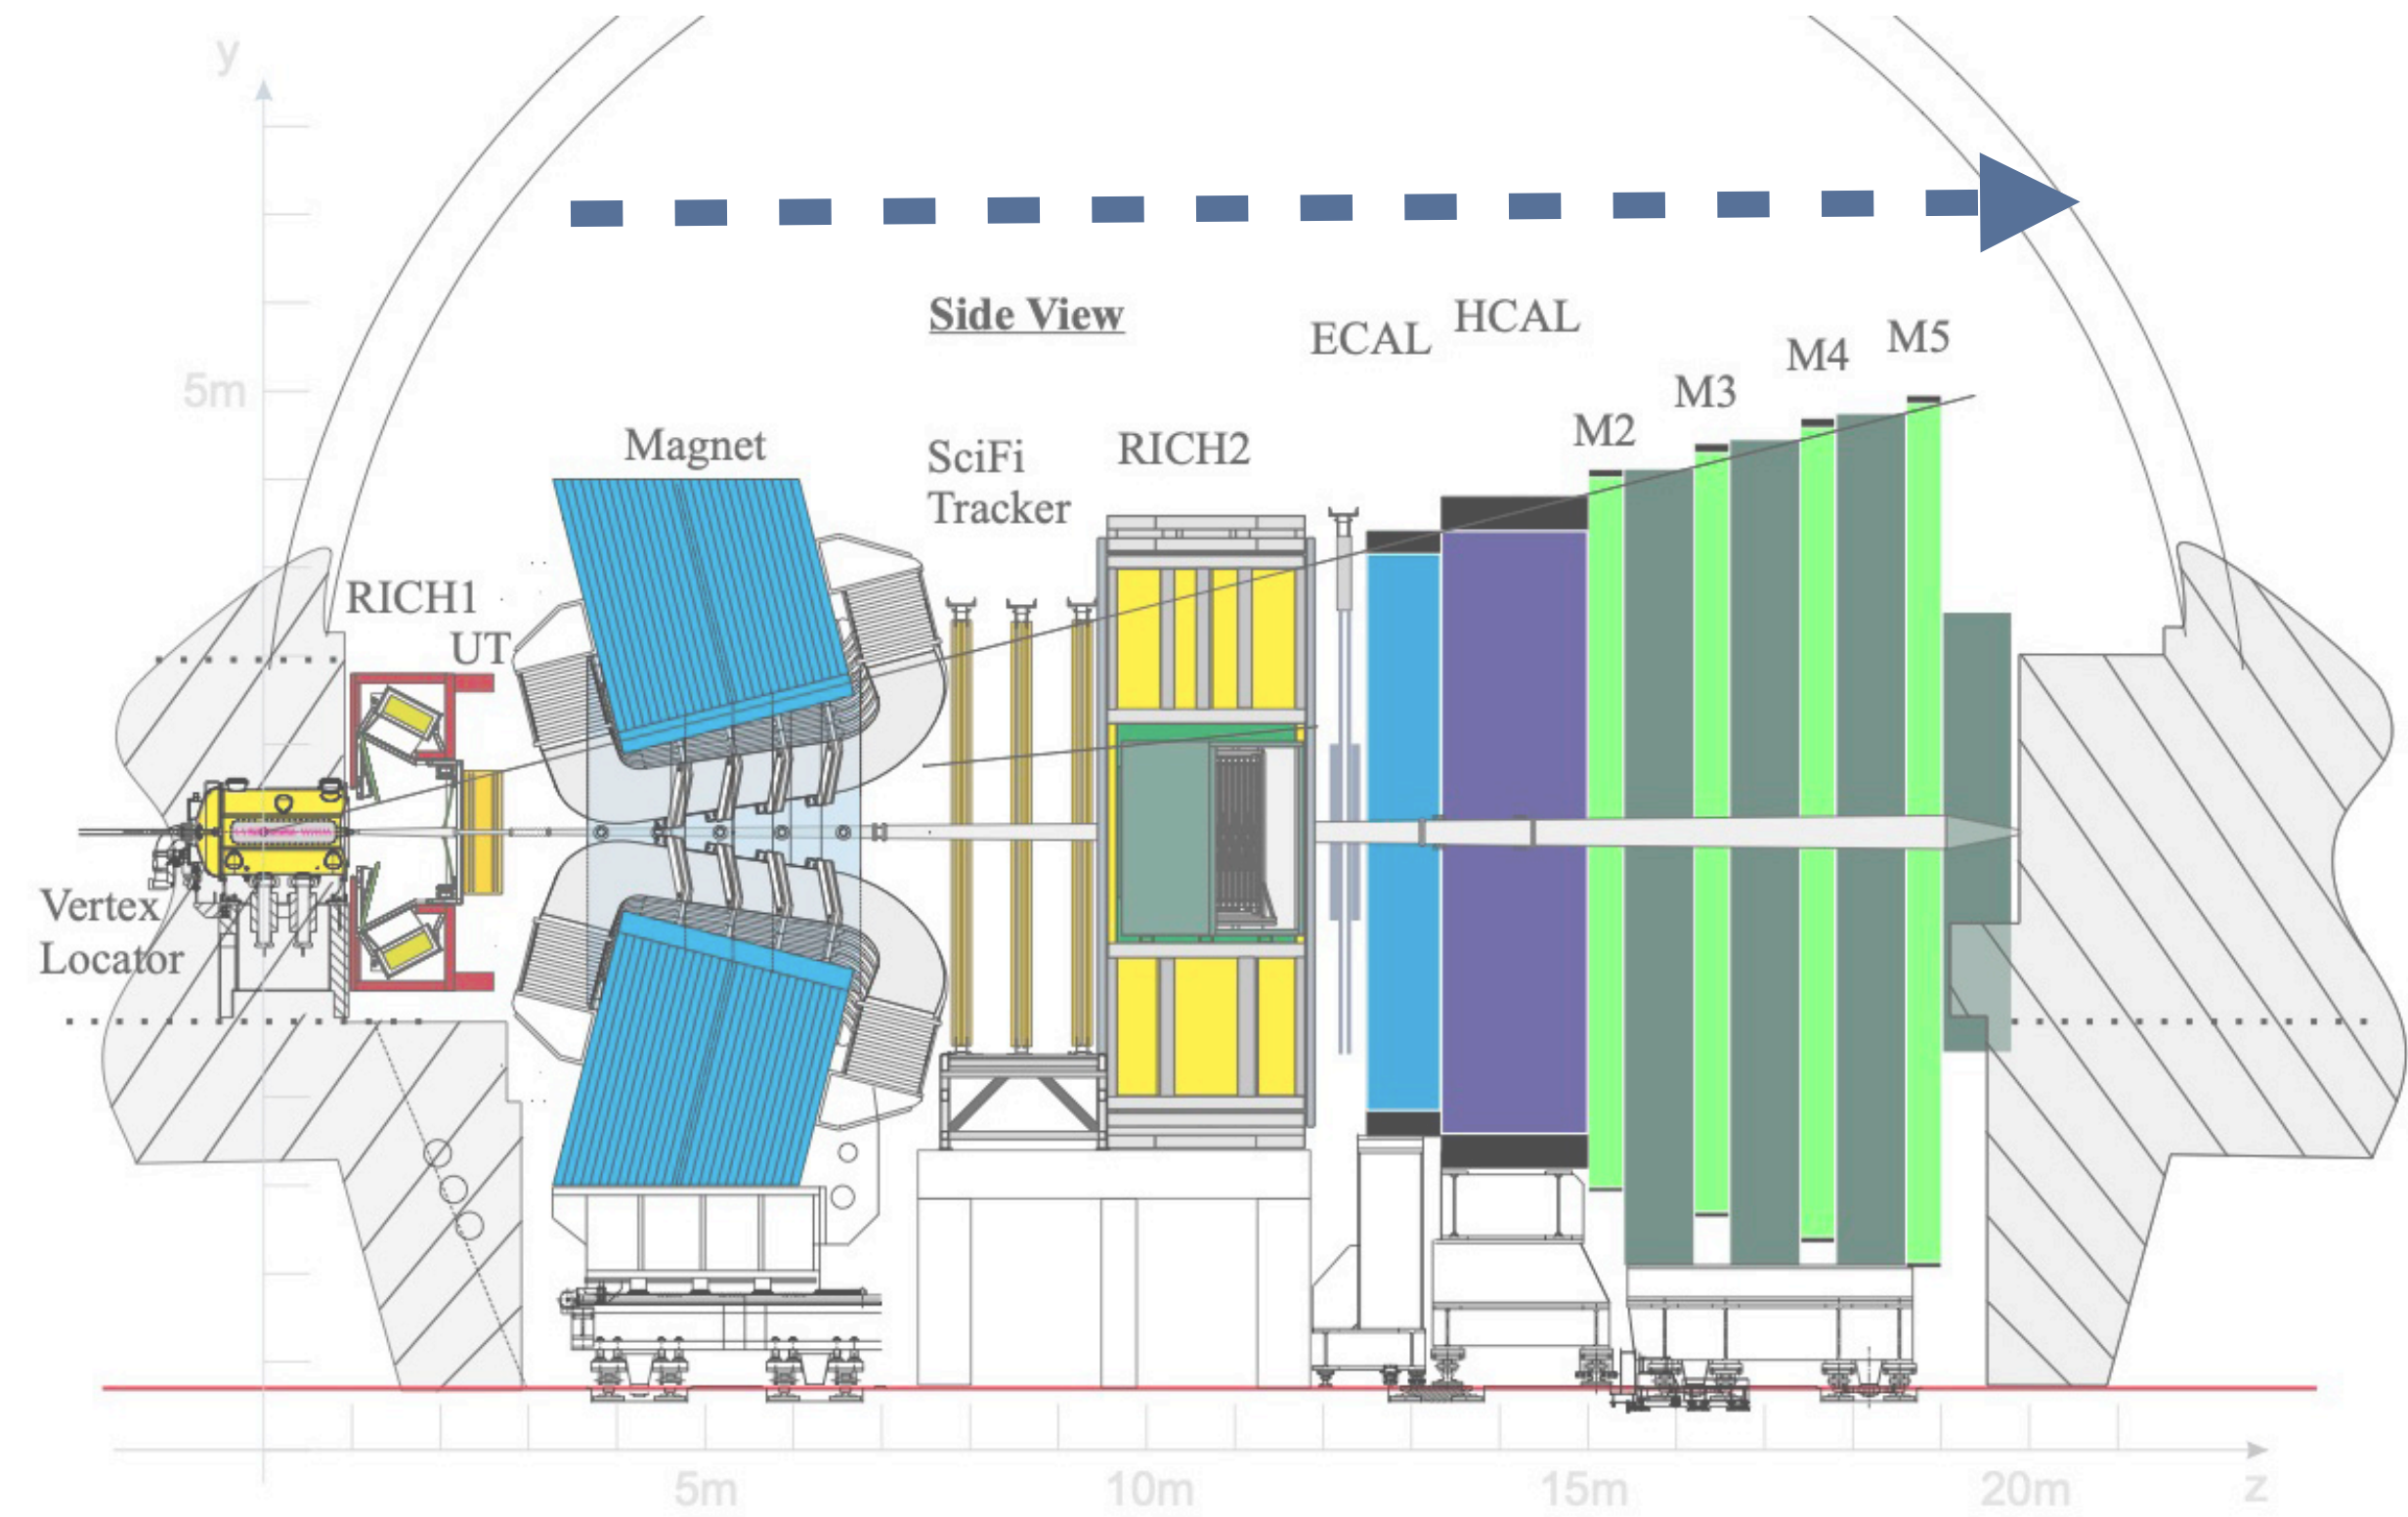 y
Side View
ECAL
HCAL
M5
M4
M3
M2
5m
Magnet
SciFi
Tracker
RICH2
RICH1
UT
Vertex
Locator
5m
10m
15m
20m
z